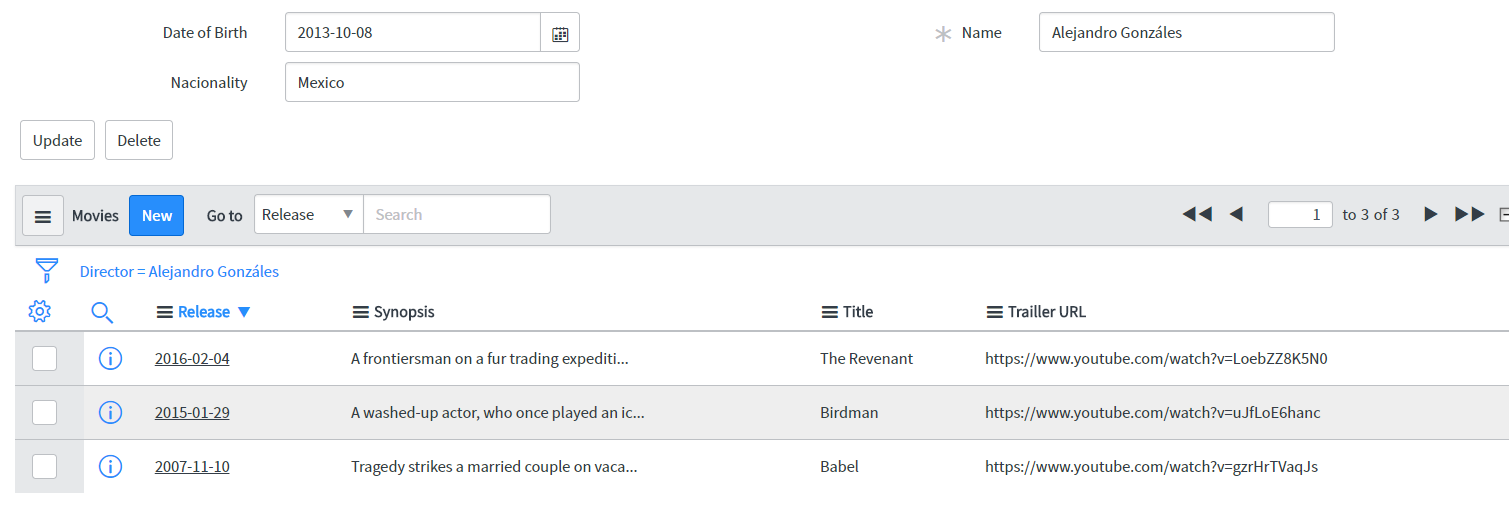 Date of Birth 2013-10-08 Name Alejandro Gonzáles
Nacionality Mexico
Update Delete
Movies New Go to Release Search 1 to 3 of 3
Director = Alejandro Gonzáles
Release Synopsis Title Trailler URL
2016-02-04 A frontiersman on a fur trading expediti... The Revenant https://www.youtube.com/watch?v=LoebZZ8K5N0
2015-01-29 A washed-up actor, who once played an ic... Birdman https://www.youtube.com/watch?v=uJfLoE6hanc
2007-11-10 Tragedy strikes a married couple on vaca... Babel https://www.youtube.com/watch?v=gzrHrTVaqJs